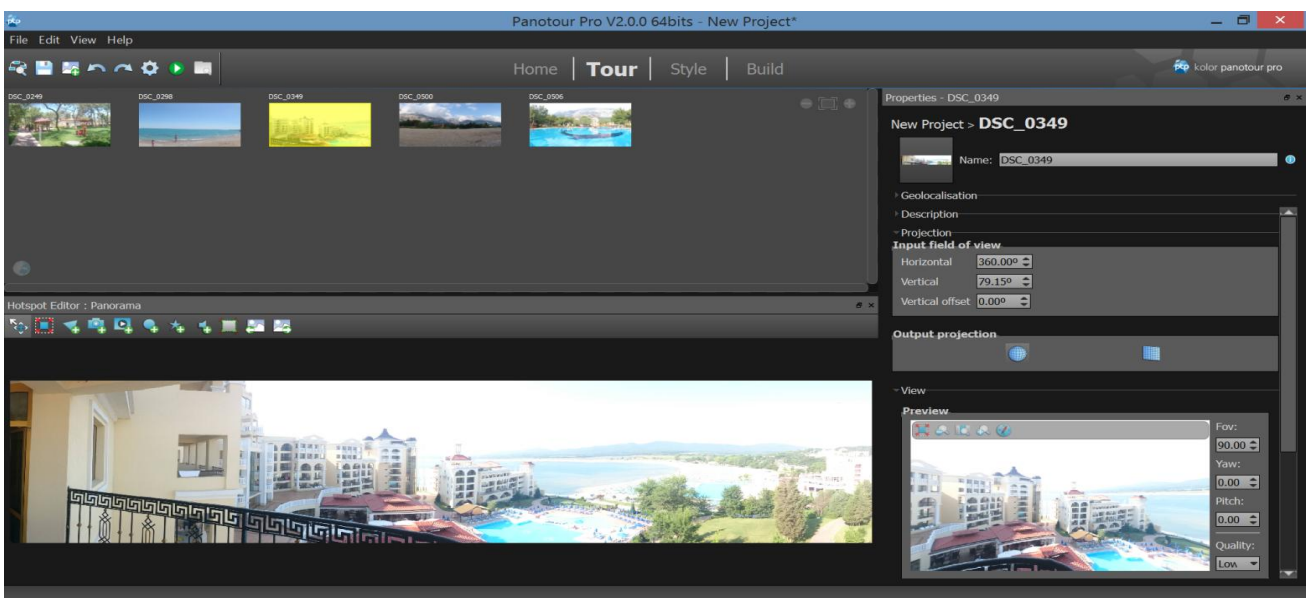 Panotour Pro V2.0.0 64bits - New Project*
File Edit View Help
Home Tour Style Build
kolor panotour pro
DSC_0249 DSC_0298 DSC_0349 DSC_0500 DSC_0506
Properties - DSC_0349
New Project > DSC_0349
Name: DSC_0349
Geolocalisation
Description
Projection
Input field of view
Horizontal 360.00º
Vertical 79.15º
Vertical offset 0.00º
Output projection
Hotspot Editor : Panorama
View
Preview
Fov:
90.00
Yaw:
0.00
Pitch:
0.00
Quality:
Low